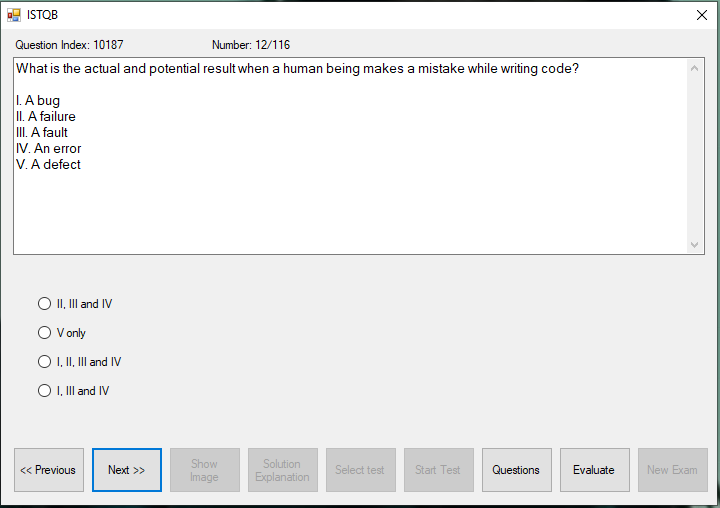 ISTQB
Question Index: 10187 Number: 12/116
What is the actual and potential result when a human being makes a mistake while writing code?
I. A bug
II. A failure
III. A fault
IV. An error
V. A defect
II, III and IV
V only
I, II, III and IV
I, III and IV
<< Previous
Next >>
Show
Image
Solution
Explanation
Select test
Start Test
Questions
Evaluate
New Exam